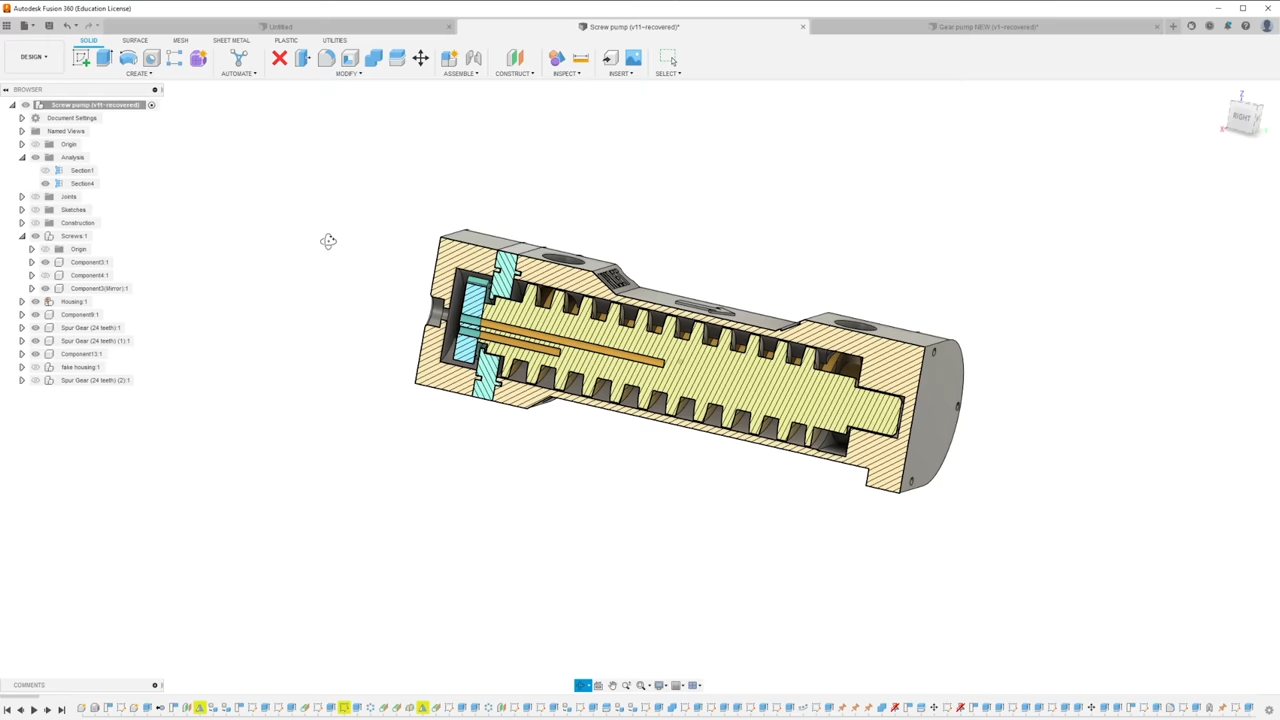 Autodesk Fusion 360 (Education License)
Untitled
Screw pump (v11~recovered)*
Gear pump NEW (v1~recovered)*
DESIGN
SOLID
SURFACE
MESH
SHEET METAL
PLASTIC
UTILITIES
CREATE
AUTOMATE
MODIFY
ASSEMBLE
CONSTRUCT
INSPECT
INSERT
SELECT
BROWSER
Screw pump (v11~recovered)
Document Settings
Named Views
Origin
Analysis
Section1
Section4
Joints
Sketches
Construction
Screws:1
Origin
Component3:1
Component4:1
Component3(Mirror):1
Housing:1
Component9:1
Spur Gear (24 teeth):1
Spur Gear (24 teeth) (1):1
Component13:1
fake housing:1
Spur Gear (24 teeth) (2):1
Z
RIGHT
COMMENTS